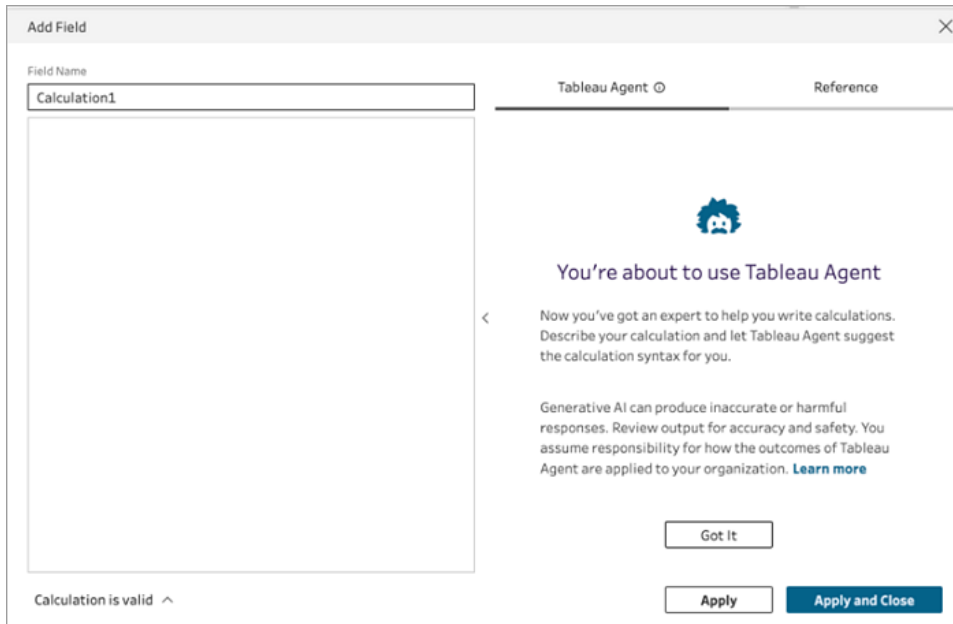 Add Field
Field Name
Calculation1
Tableau Agent
Reference
You're about to use Tableau Agent
Now you've got an expert to help you write calculations.
Describe your calculation and let Tableau Agent suggest
the calculation syntax for you.
Generative AI can produce inaccurate or harmful
responses. Review output for accuracy and safety. You
assume responsibility for how the outcomes of Tableau
Agent are applied to your organization. Learn more
Got It
Calculation is valid
Apply
Apply and Close